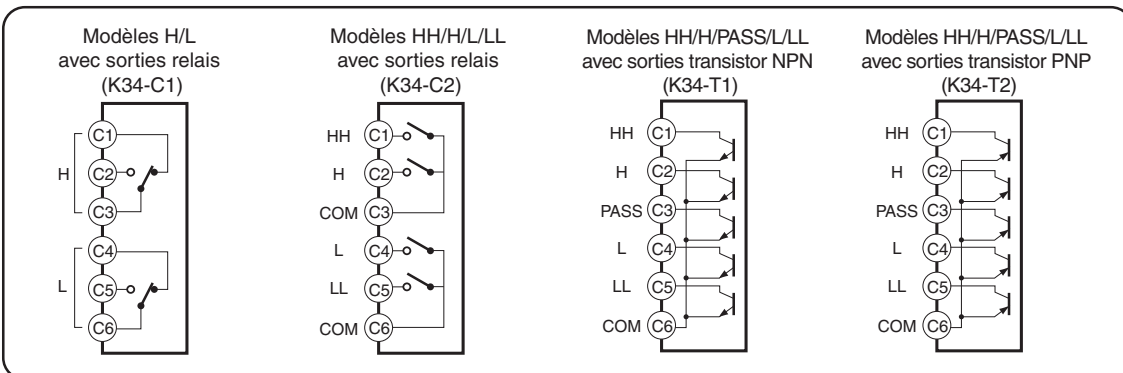 Modèles H/L
avec sorties relais
(K34-C1)
C1
H C2
C3
C4
L C5
C6
Modèles HH/H/L/LL
avec sorties relais
(K34-C2)
HH C1
H C2
COM C3
L C4
LL C5
COM C6
Modèles HH/H/PASS/L/LL
avec sorties transistor NPN
(K34-T1)
HH C1
H C2
PASS C3
L C4
LL C5
COM C6
Modèles HH/H/PASS/L/LL
avec sorties transistor PNP
(K34-T2)
HH C1
H C2
PASS C3
L C4
LL C5
COM C6